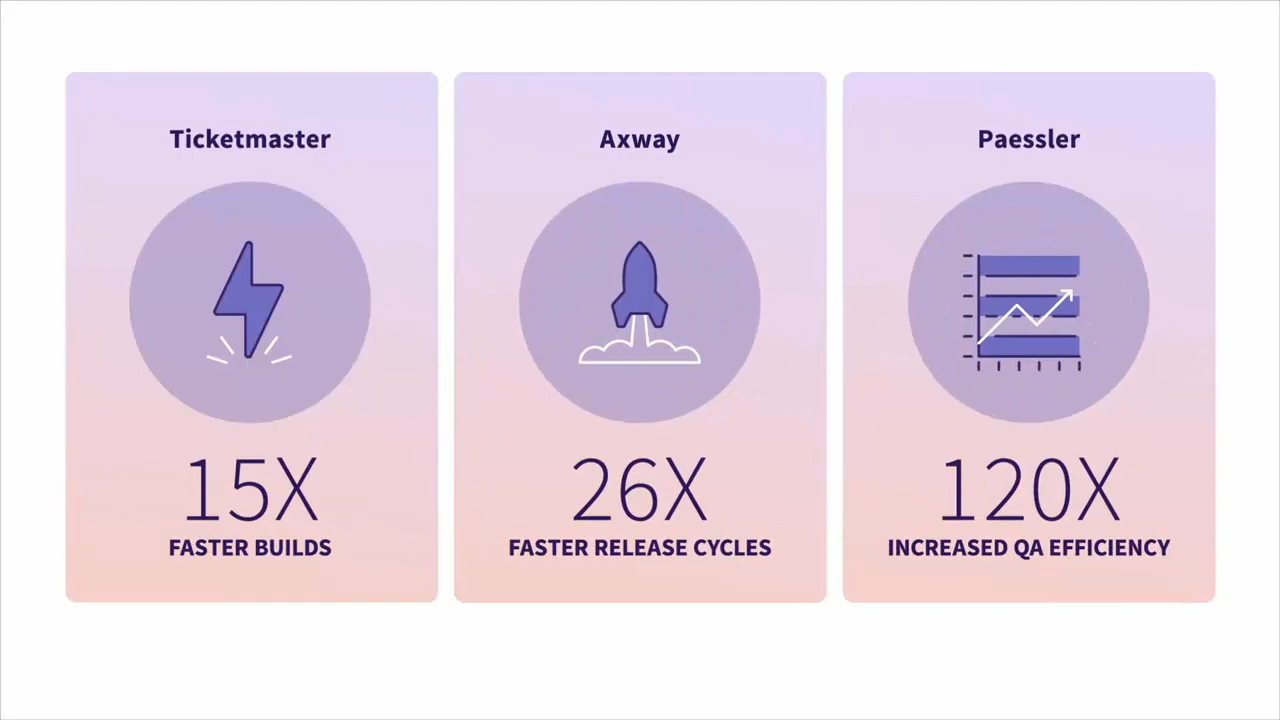 Ticketmaster
15X
FASTER BUILDS
Axway
26X
FASTER RELEASE CYCLES
Paessler
120X
INCREASED QA EFFICIENCY